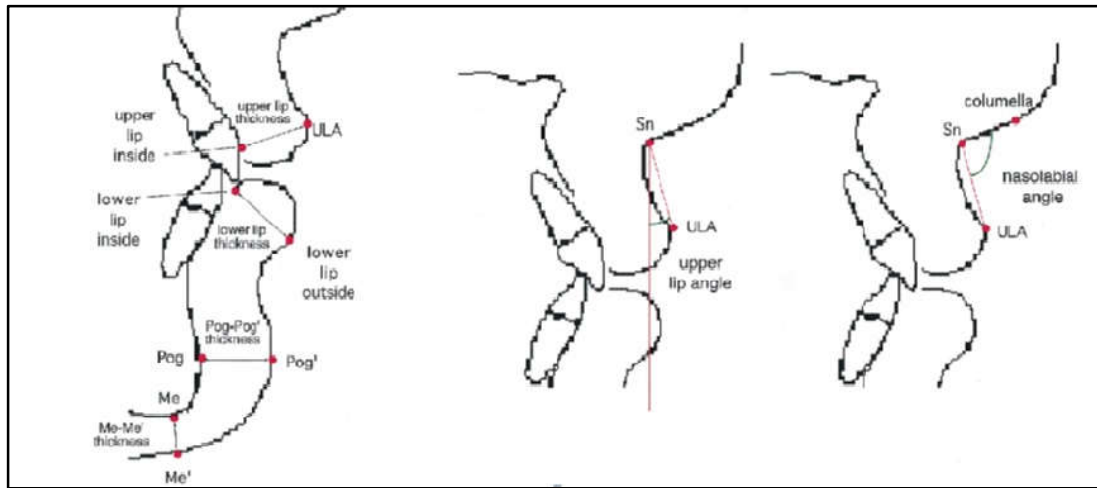 upper lip
thickness
ULA
upper
lip
inside
lower
lip
inside
lower lip
thickness
lower
lip
outside
Pog-Pog'
thickness
Pog
Pog'
Me
Me-Me'
thickness
Me'
Sn
ULA
upper
lip angle
columella
Sn
nasolabial
angle
ULA